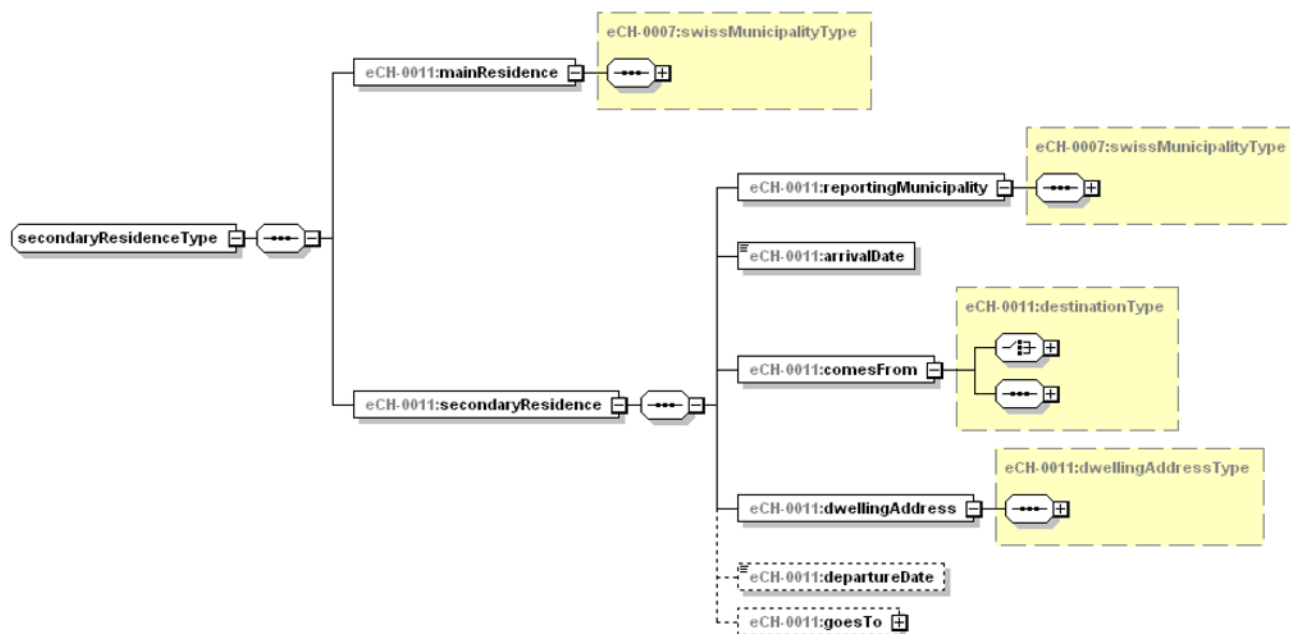 eCH-0007:swissMunicipalityType
eCH-0011:mainResidence
eCH-0007:swissMunicipalityType
eCH-0011:reportingMunicipality
secondaryResidenceType
eCH-0011:arrivalDate
eCH-0011:destinationType
eCH-0011:comesFrom
eCH-0011:secondaryResidence
eCH-0011:dwellingAddressType
eCH-0011:dwellingAddress
eCH-0011:departureDate
eCH-0011:goesTo